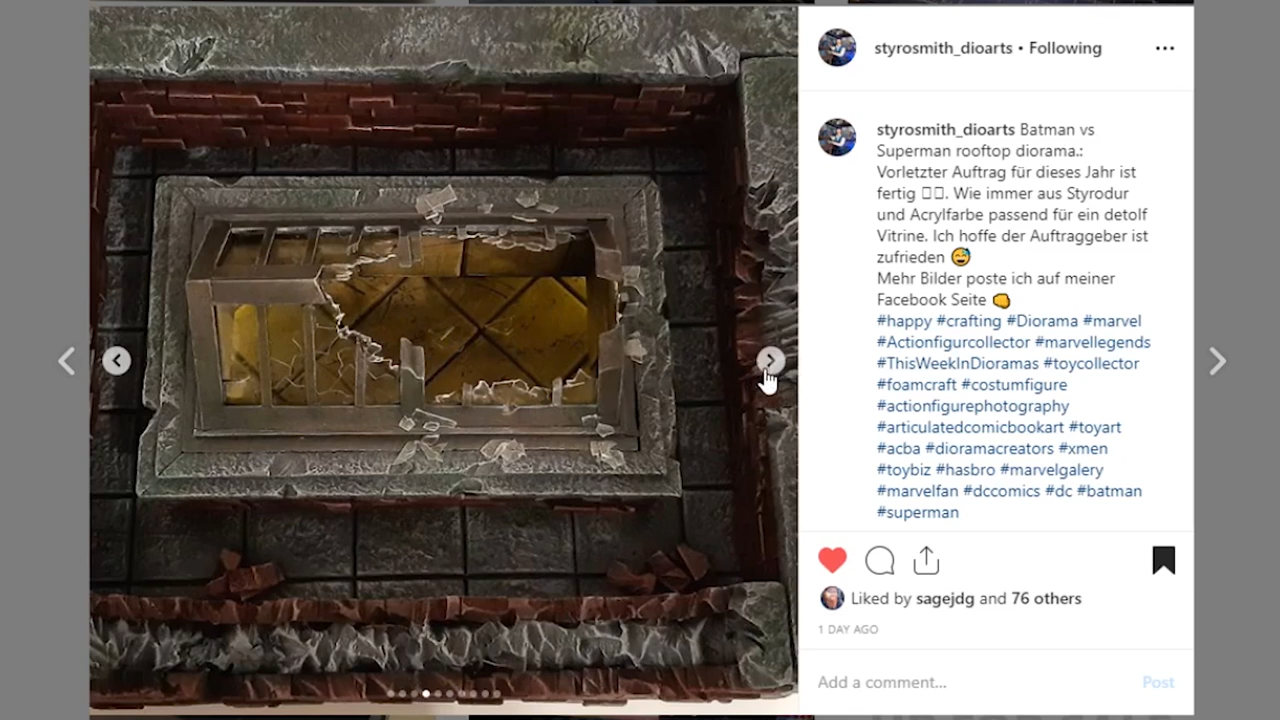 styrosmith_dioarts • Following
styrosmith_dioarts Batman vs
Superman rooftop diorama.:
Vorletzter Auftrag für dieses Jahr ist
fertig 🏻. Wie immer aus Styrodur
und Acrylfarbe passend für ein detolf
Vitrine. Ich hoffe der Auftraggeber ist
zufrieden 😅
Mehr Bilder poste ich auf meiner
Facebook Seite 👊
#happy #crafting #Diorama #marvel
#Actionfigurcollector #marvellegends
#ThisWeekInDioramas #toycollector
#foamcraft #costumfigure
#actionfigurephotography
#articulatedcomicbookart #toyart
#acba #dioramacreators #xmen
#toybiz #hasbro #marvelgalery
#marvelfan #dccomics #dc #batman
#superman
Liked by sagejdg and 76 others
1 DAY AGO
Add a comment... Post